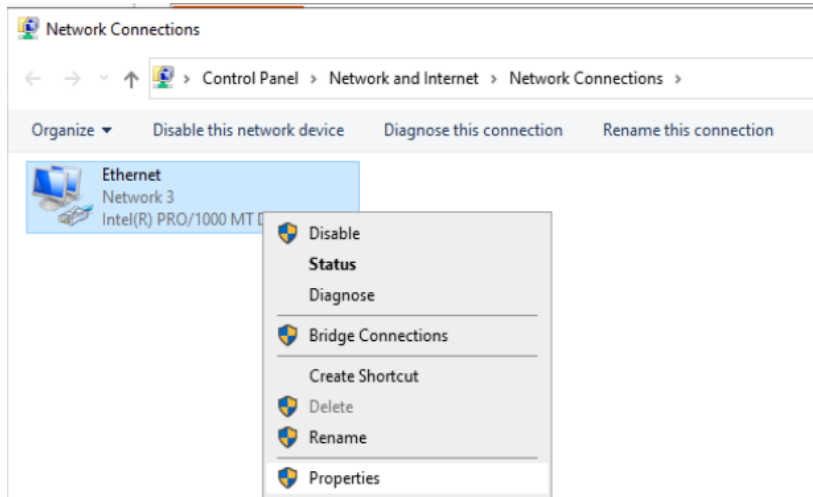 Network Connections
Control Panel > Network and Internet > Network Connections >
Organize Disable this network device Diagnose this connection Rename this connection
Ethernet
Network 3
Intel(R) PRO/1000 MT
Disable
Status
Diagnose
Bridge Connections
Create Shortcut
Delete
Rename
Properties